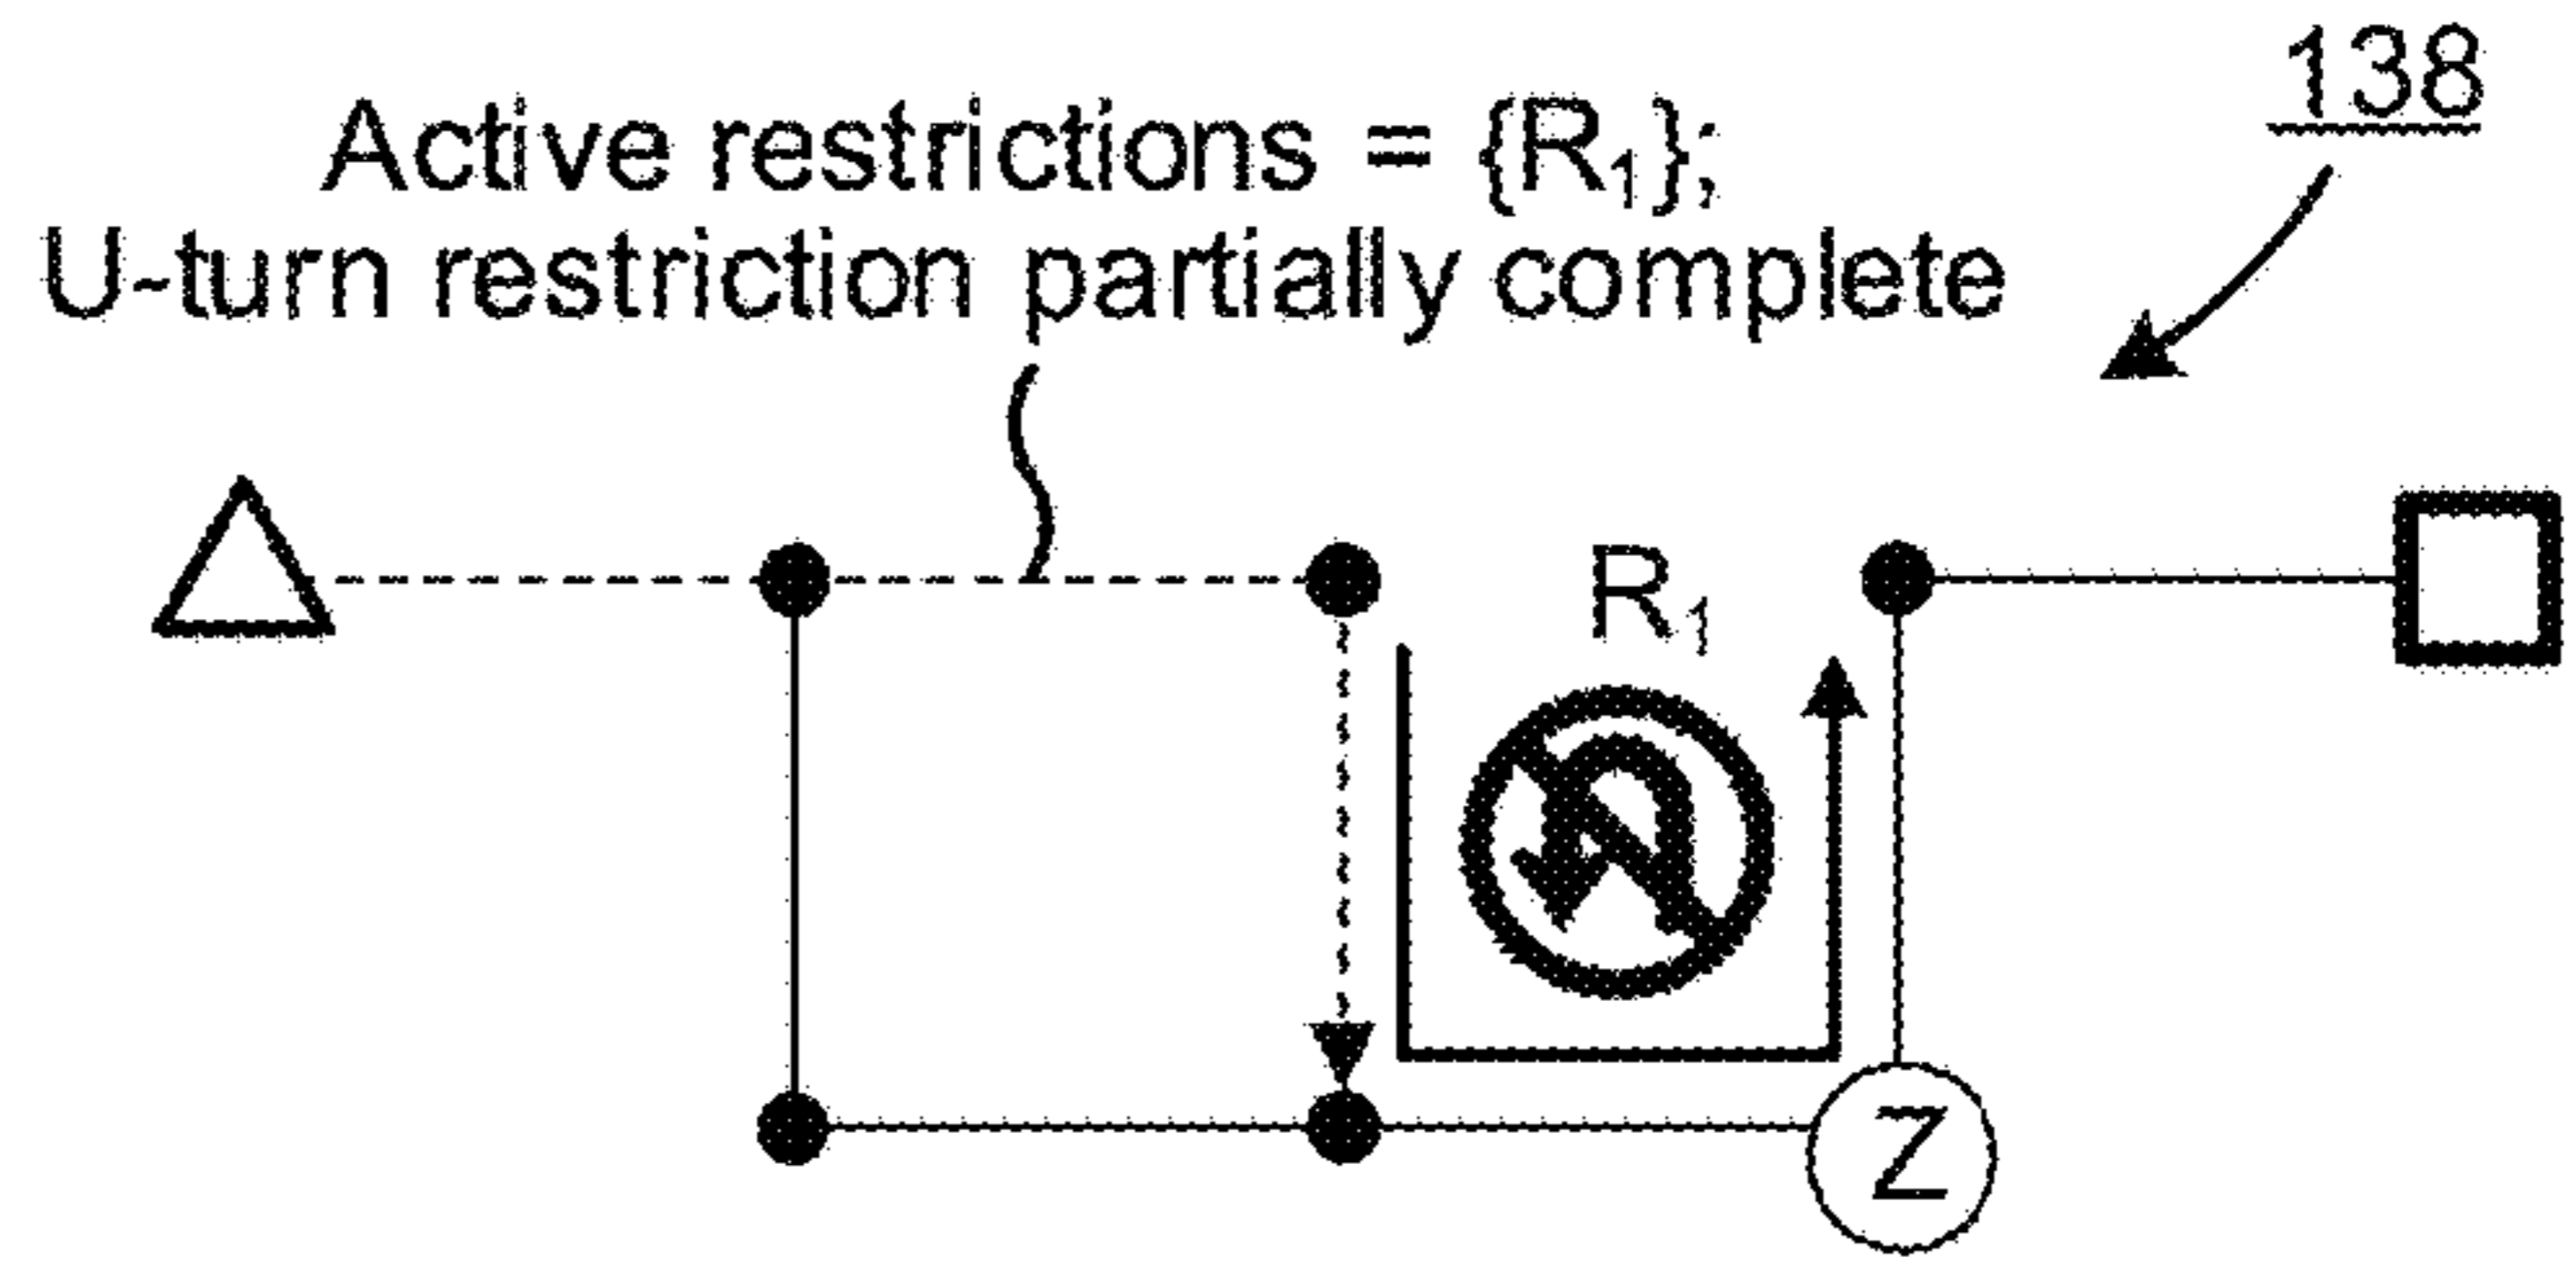 138
Active restrictions = {R₁};
U-turn restriction partially complete
R₁
Z